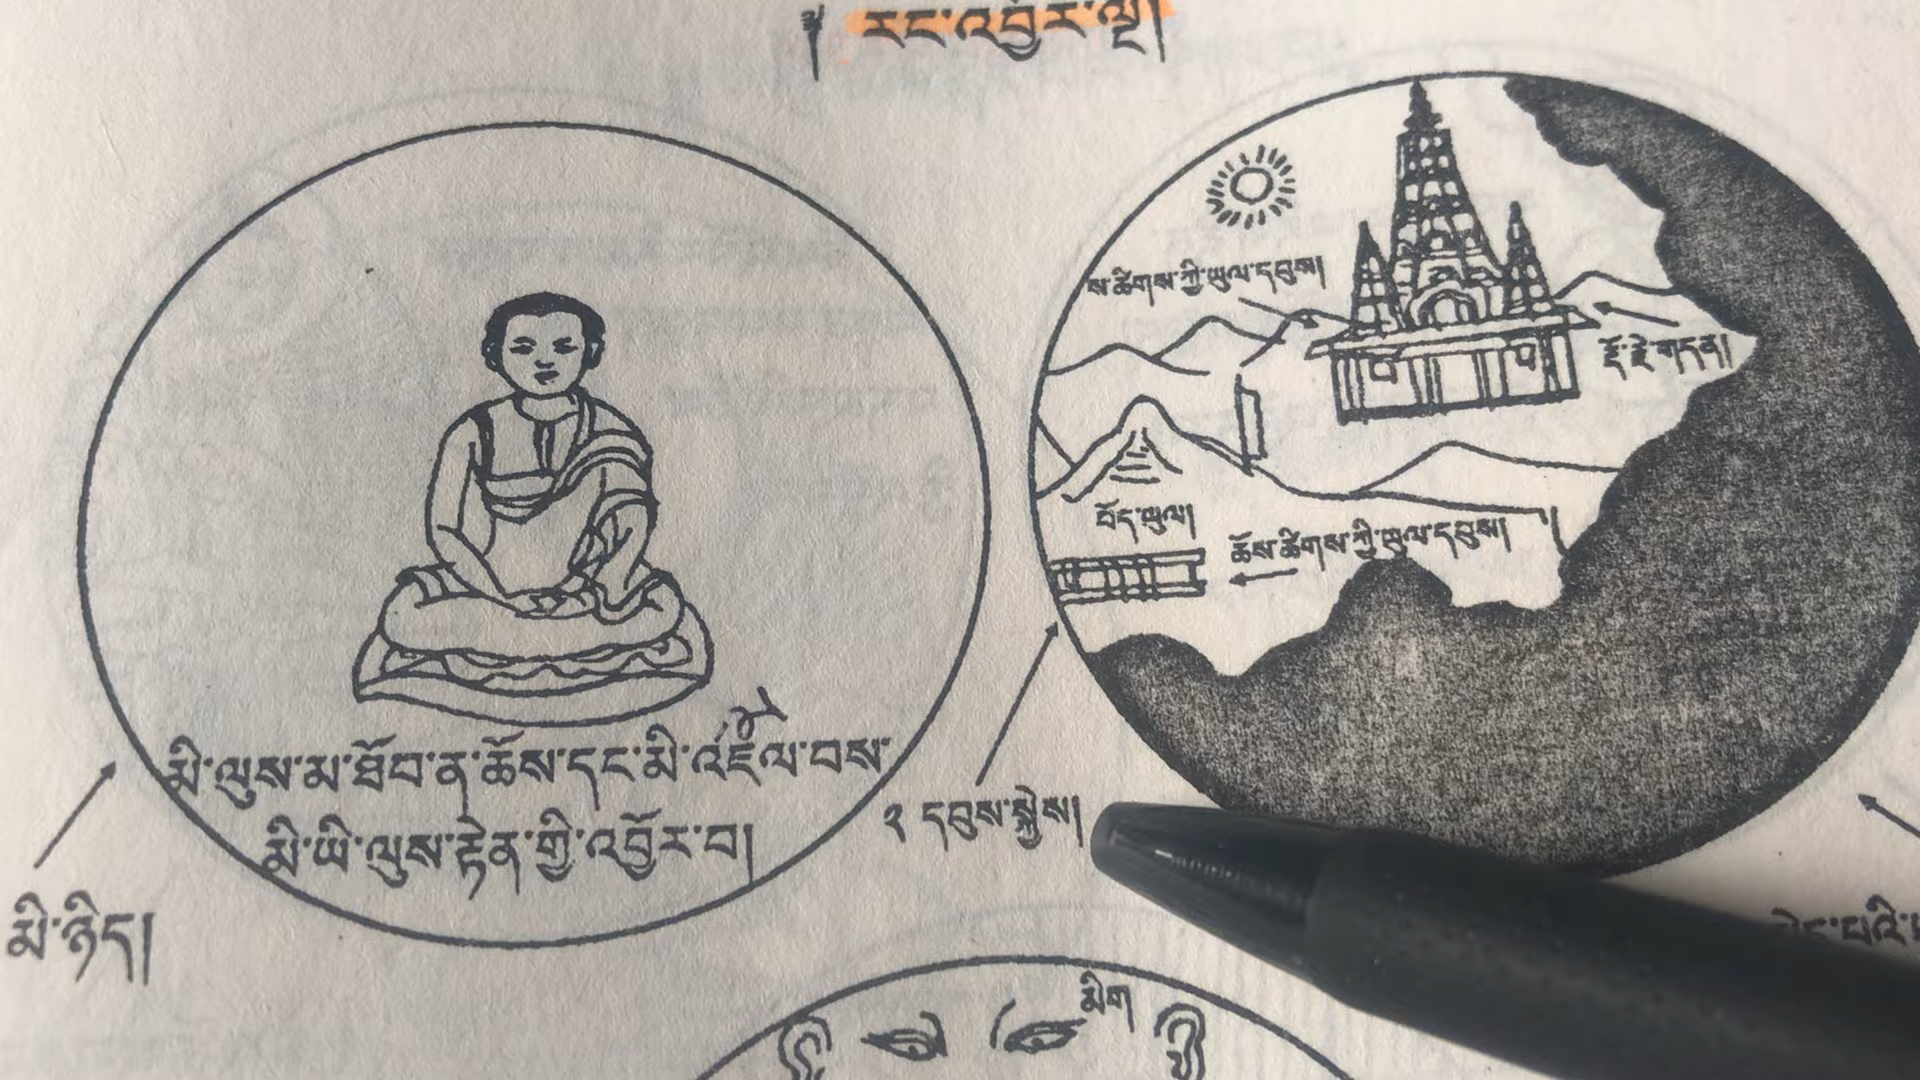 རང་འབྱོར་ལྔ།
ས་ཚིགས་ཀྱི་ཡུལ་དབུས།
རྡོ་རྗེ་གདན།
བོད་ཡུལ།
ཆོས་ཚིགས་ཀྱི་ཡུལ་དབུས།
མི་ལུས་མ་ཐོབ་ན་ཆོས་དང་མི་འཛོལ་བས་
མི་ཡི་ལུས་རྟེན་གྱི་འབྱོར་བ།
༢ དབུས་སྐྱེས།
མི་ཉིད།
མིག